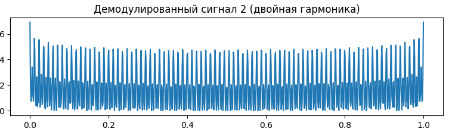 Демодулированный сигнал 2 (двойная гармоника)
0.0 0.2 0.4 0.6 0.8 1.0